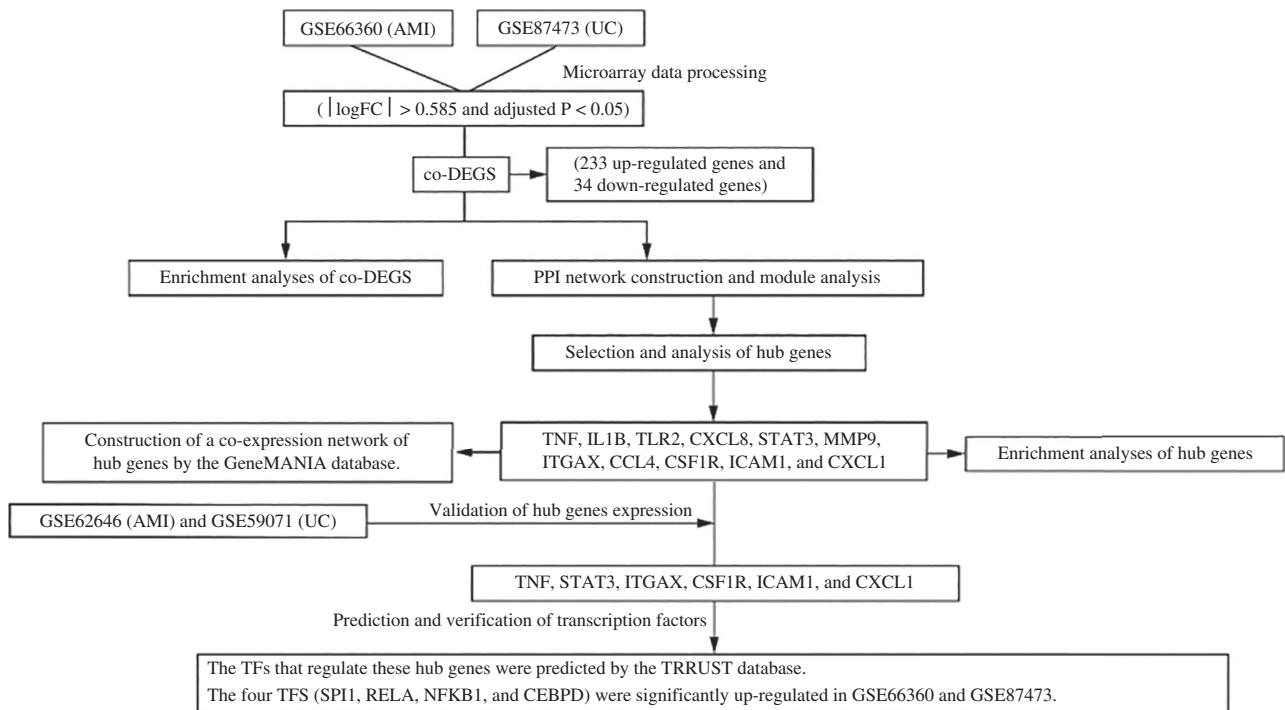 GSE66360 (AMI)
GSE87473 (UC)
Microarray data processing
( |logFC| > 0.585 and adjusted P < 0.05)
co-DEGS
(233 up-regulated genes and
34 down-regulated genes)
Enrichment analyses of co-DEGS
PPI network construction and module analysis
Selection and analysis of hub genes
Construction of a co-expression network of
hub genes by the GeneMANIA database.
TNF, IL1B, TLR2, CXCL8, STAT3, MMP9,
ITGAX, CCL4, CSF1R, ICAM1, and CXCL1
Enrichment analyses of hub genes
GSE62646 (AMI) and GSE59071 (UC)
Validation of hub genes expression
TNF, STAT3, ITGAX, CSF1R, ICAM1, and CXCL1
Prediction and verification of transcription factors
The TFs that regulate these hub genes were predicted by the TRRUST database.
The four TFS (SPI1, RELA, NFKB1, and CEBPD) were significantly up-regulated in GSE66360 and GSE87473.